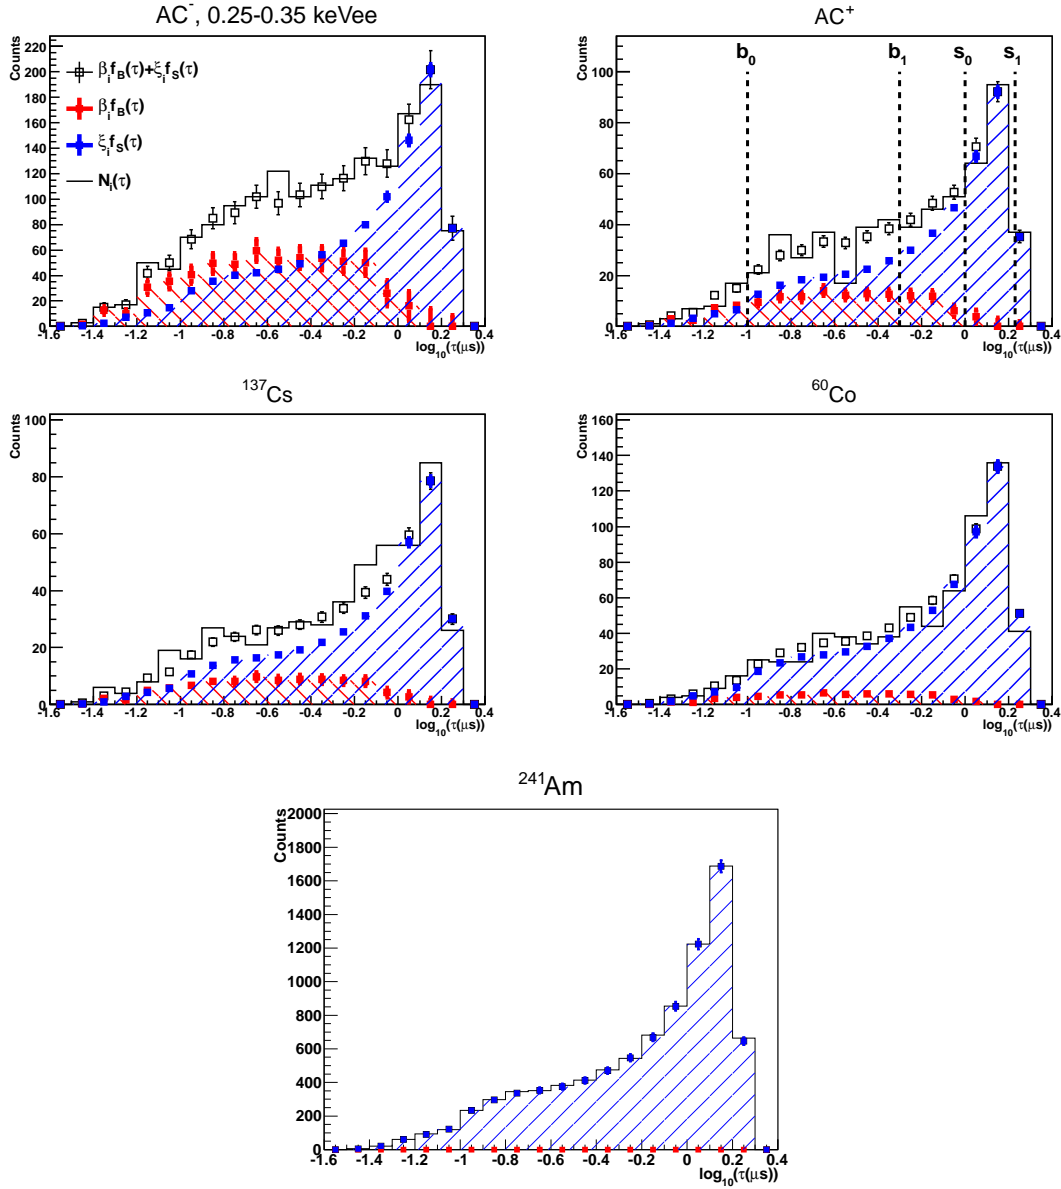 AC⁻, 0.25-0.35 keVee
Counts
220
200
180
160
140
120
100
80
60
40
20
0
βᵢf_B(τ)+ξᵢf_S(τ)
βᵢf_B(τ)
ξᵢf_S(τ)
Nᵢ(τ)
-1.6 -1.4 -1.2 -1 -0.8 -0.6 -0.4 -0.2 0 0.2 0.4
log₁₀(τ(μs))
AC⁺
b₀ b₁ s₀ s₁
Counts
100
80
60
40
20
0
-1.6 -1.4 -1.2 -1 -0.8 -0.6 -0.4 -0.2 0 0.2 0.4
log₁₀(τ(μs))
¹³⁷Cs
Counts
100
80
60
40
20
0
-1.6 -1.4 -1.2 -1 -0.8 -0.6 -0.4 -0.2 0 0.2 0.4
log₁₀(τ(μs))
⁶⁰Co
Counts
160
140
120
100
80
60
40
20
0
-1.6 -1.4 -1.2 -1 -0.8 -0.6 -0.4 -0.2 0 0.2 0.4
log₁₀(τ(μs))
²⁴¹Am
Counts
2000
1800
1600
1400
1200
1000
800
600
400
200
0
-1.6 -1.4 -1.2 -1 -0.8 -0.6 -0.4 -0.2 0 0.2 0.4
log₁₀(τ(μs))